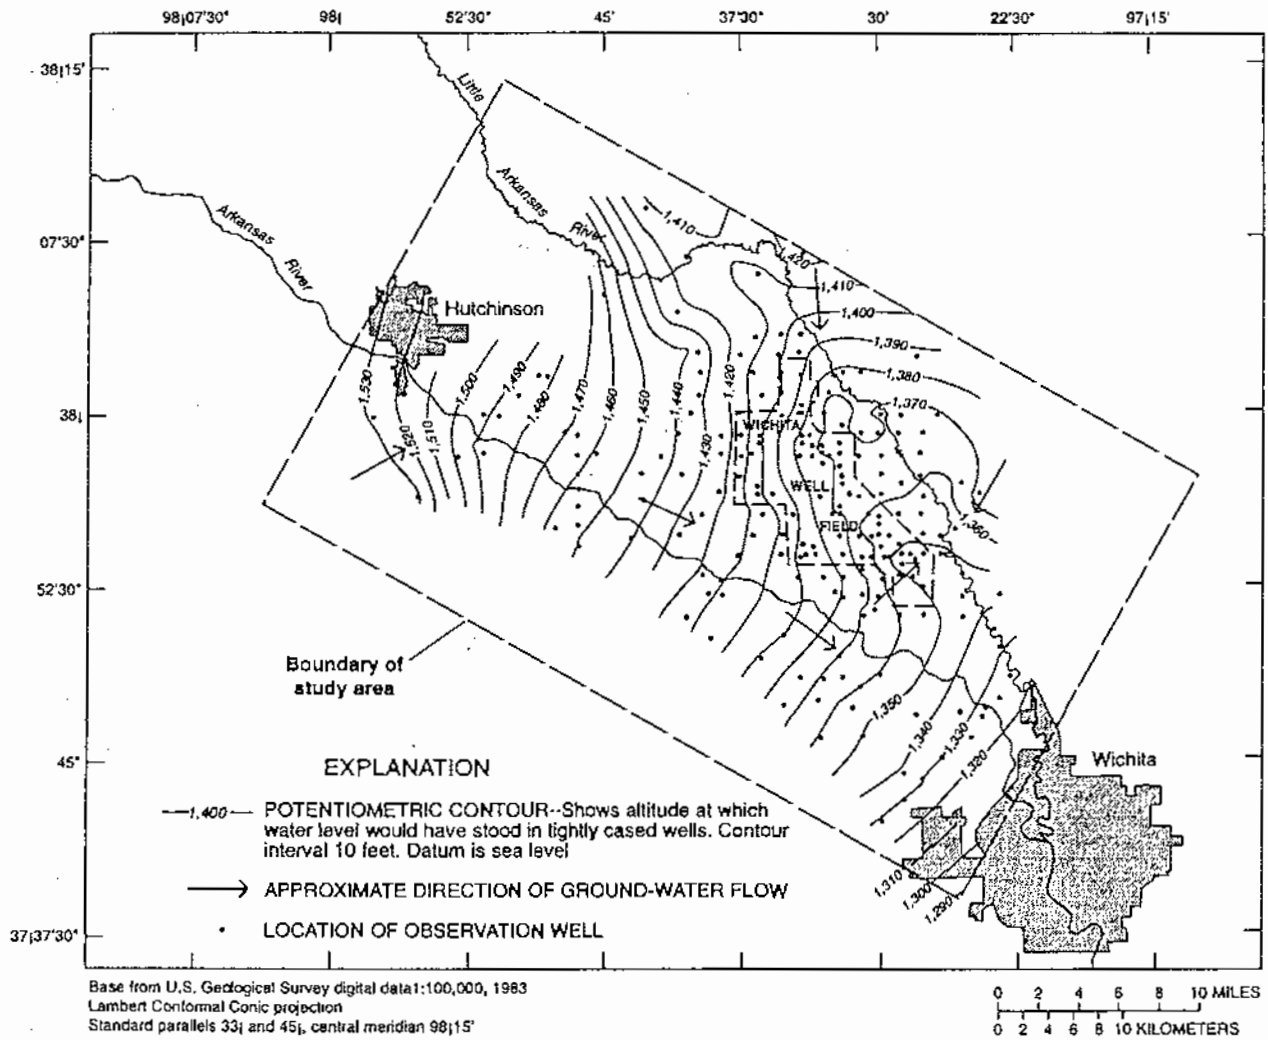 98¡07'30"
98¡
52'30"
45'
37'30"
30'
22'30"
97¡15'
38¡15'
07'30"
38¡
52'30"
45°
37¡37'30"
Little
Arkansas
River
Arkansas
River
Hutchinson
1,410
1,420
1,410
1,400
1,390
1,380
1,370
1,360
1,530
1,520
1,510
1,500
1,490
1,480
1,470
1,460
1,450
1,440
1,430
1,420
WICHITA
WELL
FIELD
1,350
1,340
1,330
1,320
1,310
1,300
1,290
Wichita
Boundary of
study area
EXPLANATION
1,400
POTENTIOMETRIC CONTOUR--Shows altitude at which
water level would have stood in tightly cased wells. Contour
interval 10 feet. Datum is sea level
APPROXIMATE DIRECTION OF GROUND-WATER FLOW
LOCATION OF OBSERVATION WELL
Base from U.S. Geological Survey digital data1:100,000, 1983
Lambert Conformal Conic projection
Standard parallels 33¡ and 45¡, central meridian 98¡15'
0 2 4 6 8 10 MILES
0 2 4 6 8 10 KILOMETERS